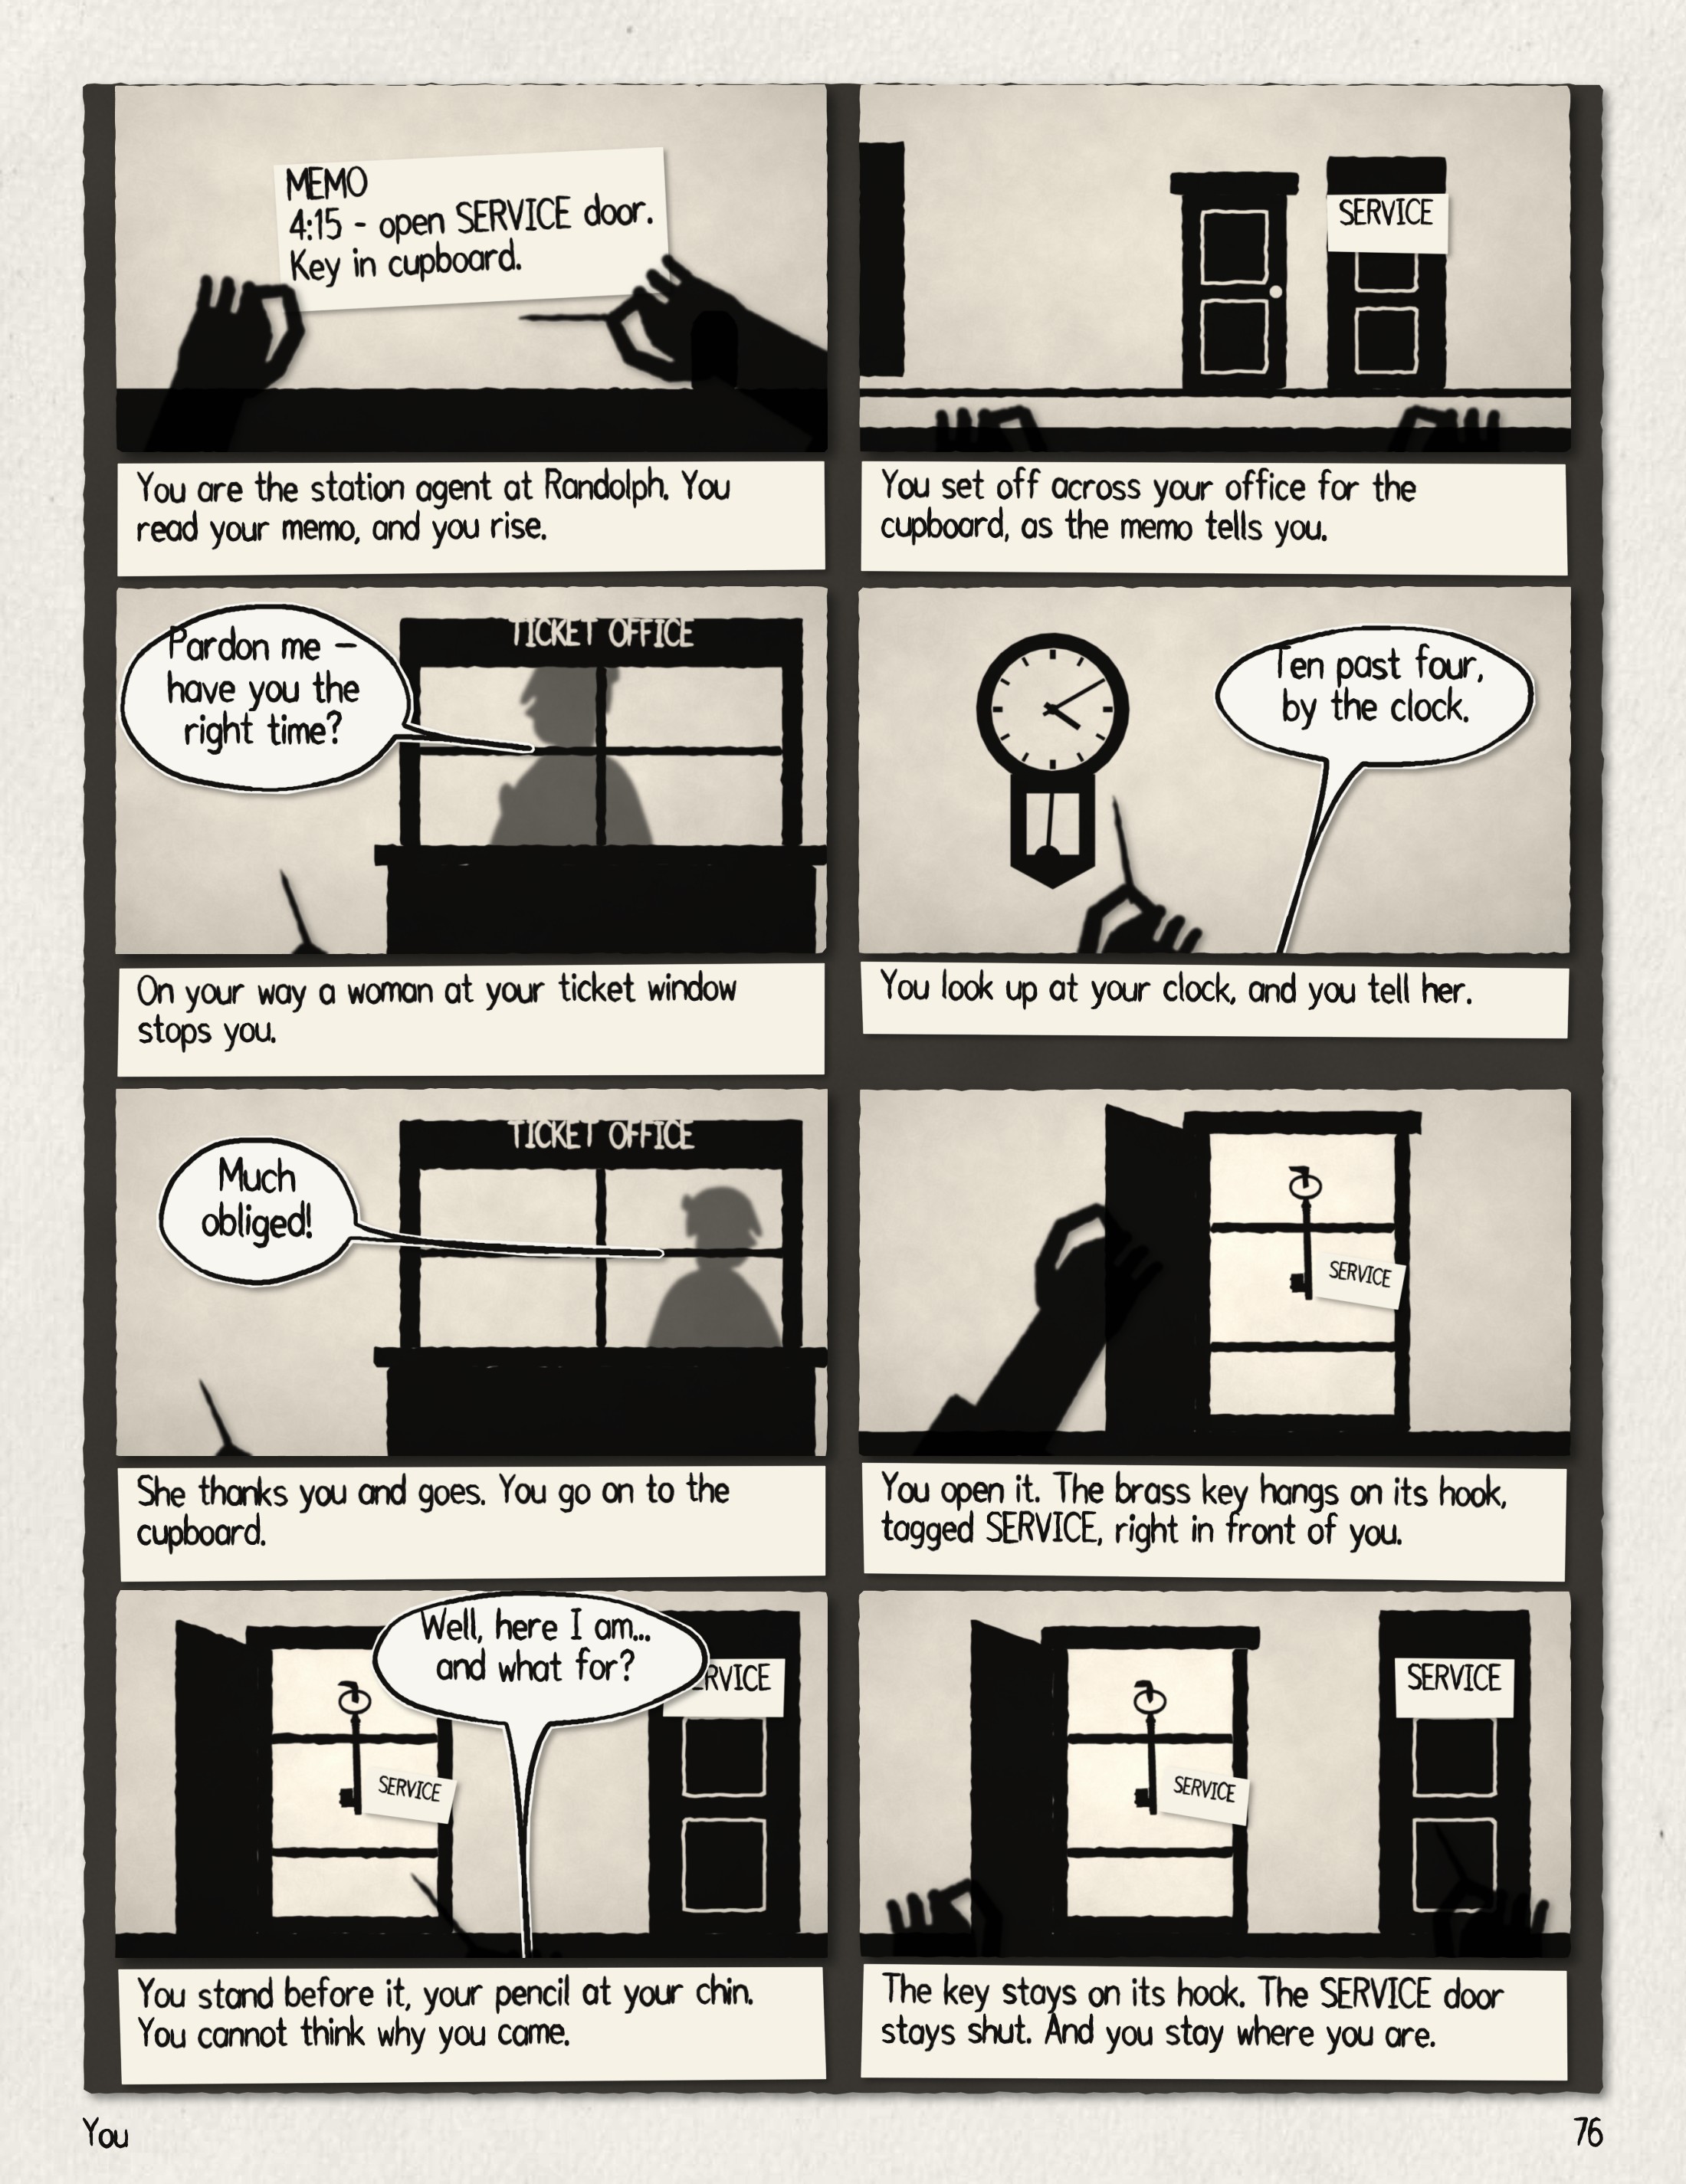 MEMO
4:15 - open SERVICE door.
Key in cupboard.
You are the station agent at Randolph. You
read your memo, and you rise.
SERVICE
You set off across your office for the
cupboard, as the memo tells you.
Pardon me —
have you the
right time?
TICKET OFFICE
On your way a woman at your ticket window
stops you.
Ten past four,
by the clock.
You look up at your clock, and you tell her.
Much
obliged!
TICKET OFFICE
She thanks you and goes. You go on to the
cupboard.
SERVICE
You open it. The brass key hangs on its hook,
tagged SERVICE, right in front of you.
Well, here I am...
and what for?
RVICE
SERVICE
You stand before it, your pencil at your chin.
You cannot think why you came.
SERVICE
SERVICE
The key stays on its hook. The SERVICE door
stays shut. And you stay where you are.
You
76